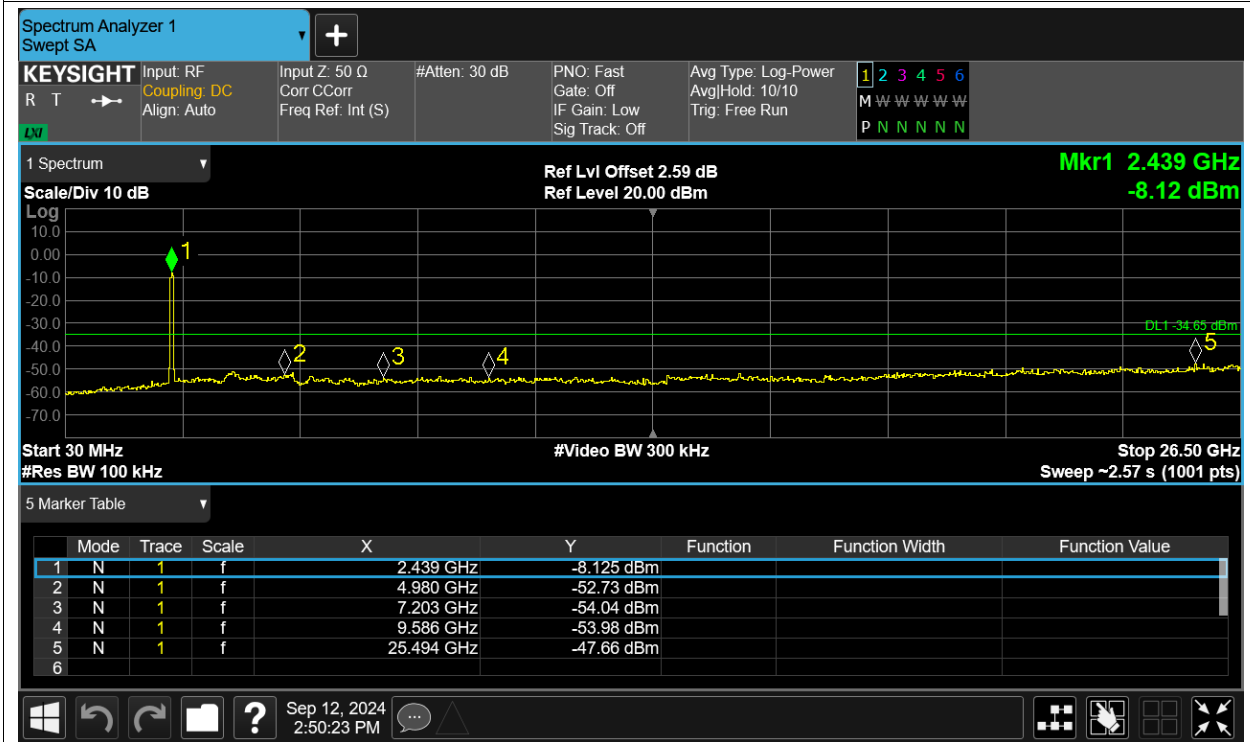 Spectrum Analyzer 1
Swept SA
KEYSIGHT Input: RF Input Z: 50 Ω #Atten: 30 dB PNO: Fast Avg Type: Log-Power 1 2 3 4 5 6
R T Coupling: DC Corr CCorr Gate: Off Avg|Hold: 10/10 M W W W W W
Align: Auto Freq Ref: Int (S) IF Gain: Low Trig: Free Run
LXI Sig Track: Off P N N N N N
1 Spectrum Ref Lvl Offset 2.59 dB Mkr1 2.439 GHz
Scale/Div 10 dB Ref Level 20.00 dBm -8.12 dBm
Log
10.0
1
0.00
-10.0
-20.0
-30.0 DL1 -34.65 dBm
-40.0 2 3 4 5
-50.0
-60.0
-70.0
Start 30 MHz #Video BW 300 kHz Stop 26.50 GHz
#Res BW 100 kHz Sweep ~2.57 s (1001 pts)
5 Marker Table
Mode Trace Scale X Y Function Function Width Function Value
1 N 1 f 2.439 GHz -8.125 dBm
2 N 1 f 4.980 GHz -52.73 dBm
3 N 1 f 7.203 GHz -54.04 dBm
4 N 1 f 9.586 GHz -53.98 dBm
5 N 1 f 25.494 GHz -47.66 dBm
6
? Sep 12, 2024
2:50:23 PM